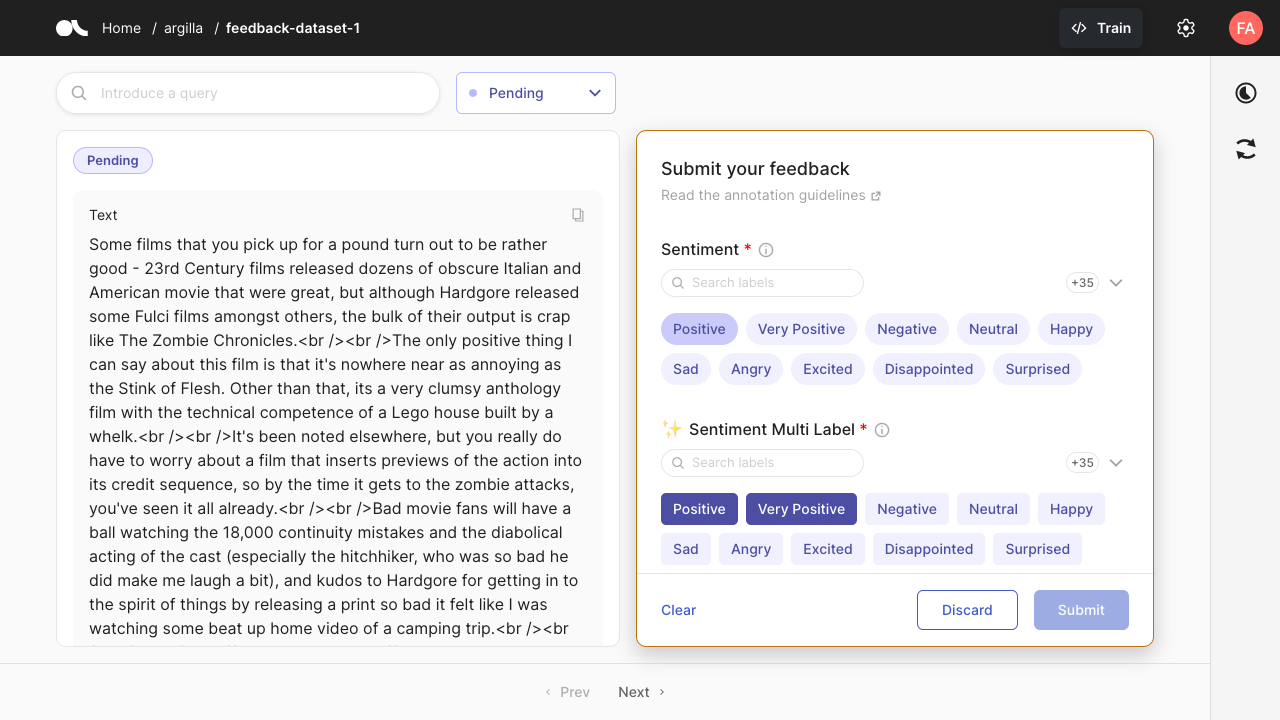 Home / argilla / feedback-dataset-1
Train
FA
Introduce a query
Pending
Pending
Text
Some films that you pick up for a pound turn out to be rather
good - 23rd Century films released dozens of obscure Italian and
American movie that were great, but although Hardgore released
some Fulci films amongst others, the bulk of their output is crap
like The Zombie Chronicles.<br /><br />The only positive thing I
can say about this film is that it's nowhere near as annoying as
the Stink of Flesh. Other than that, its a very clumsy anthology
film with the technical competence of a Lego house built by a
whelk.<br /><br />It's been noted elsewhere, but you really do
have to worry about a film that inserts previews of the action into
its credit sequence, so by the time it gets to the zombie attacks,
you've seen it all already.<br /><br />Bad movie fans will have a
ball watching the 18,000 continuity mistakes and the diabolical
acting of the cast (especially the hitchhiker, who was so bad he
did make me laugh a bit), and kudos to Hardgore for getting in to
the spirit of things by releasing a print so bad it felt like I was
watching some beat up home video of a camping trip.<br /><br
Submit your feedback
Read the annotation guidelines
Sentiment *
Search labels
+35
Positive Very Positive Negative Neutral Happy
Sad Angry Excited Disappointed Surprised
Sentiment Multi Label *
Search labels
+35
Positive Very Positive Negative Neutral Happy
Sad Angry Excited Disappointed Surprised
Clear
Discard
Submit
Prev
Next